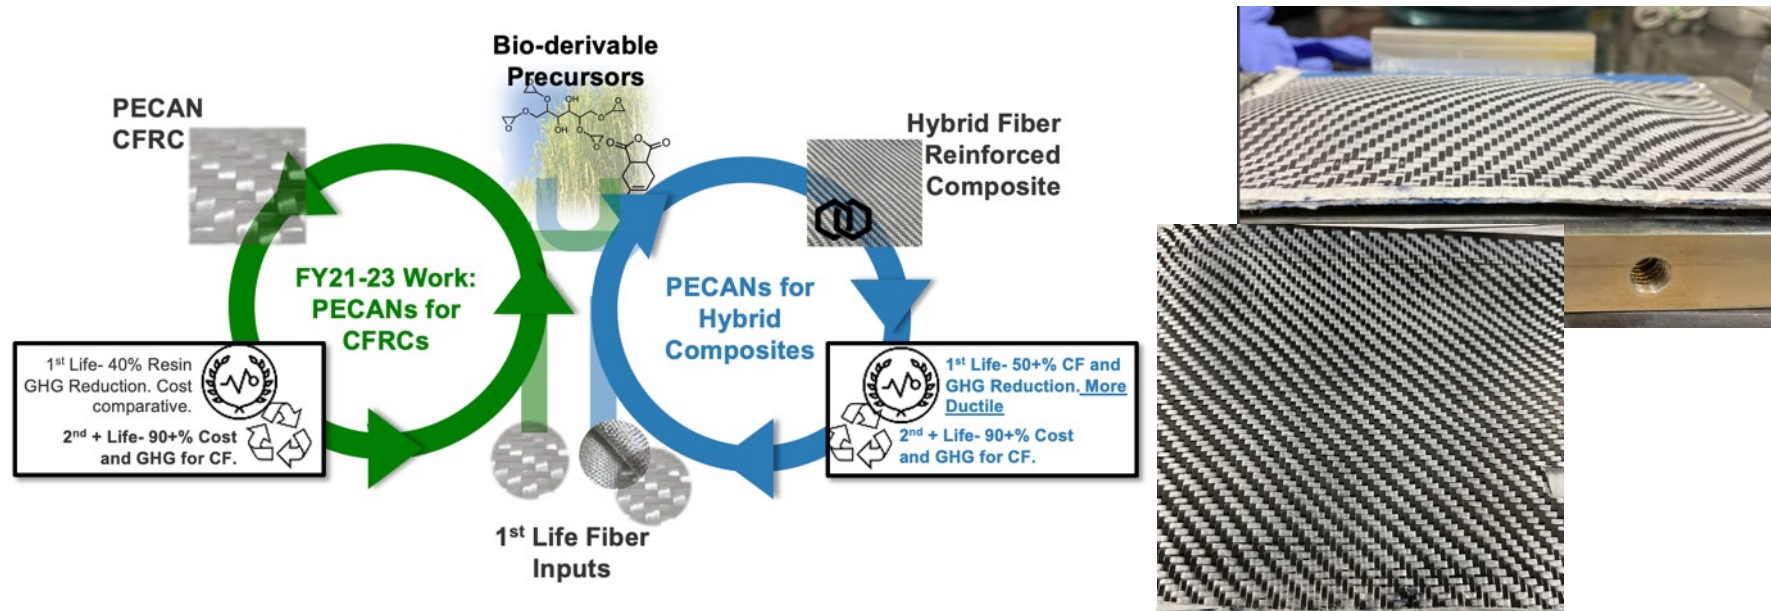 Bio-derivable
Precursors
O
O
OH
O
O
O
OH
O
O
O
O
O
O
PECAN
CFRC
Hybrid Fiber
Reinforced
Composite
FY21-23 Work:
PECANs for
CFRCs
PECANs for
Hybrid
Composites
1st Life- 40% Resin
GHG Reduction. Cost
comparative.
2nd + Life- 90+% Cost
and GHG for CF.
1st Life- 50+% CF and
GHG Reduction. More
Ductile
2nd + Life- 90+% Cost
and GHG for CF.
1st Life Fiber
Inputs